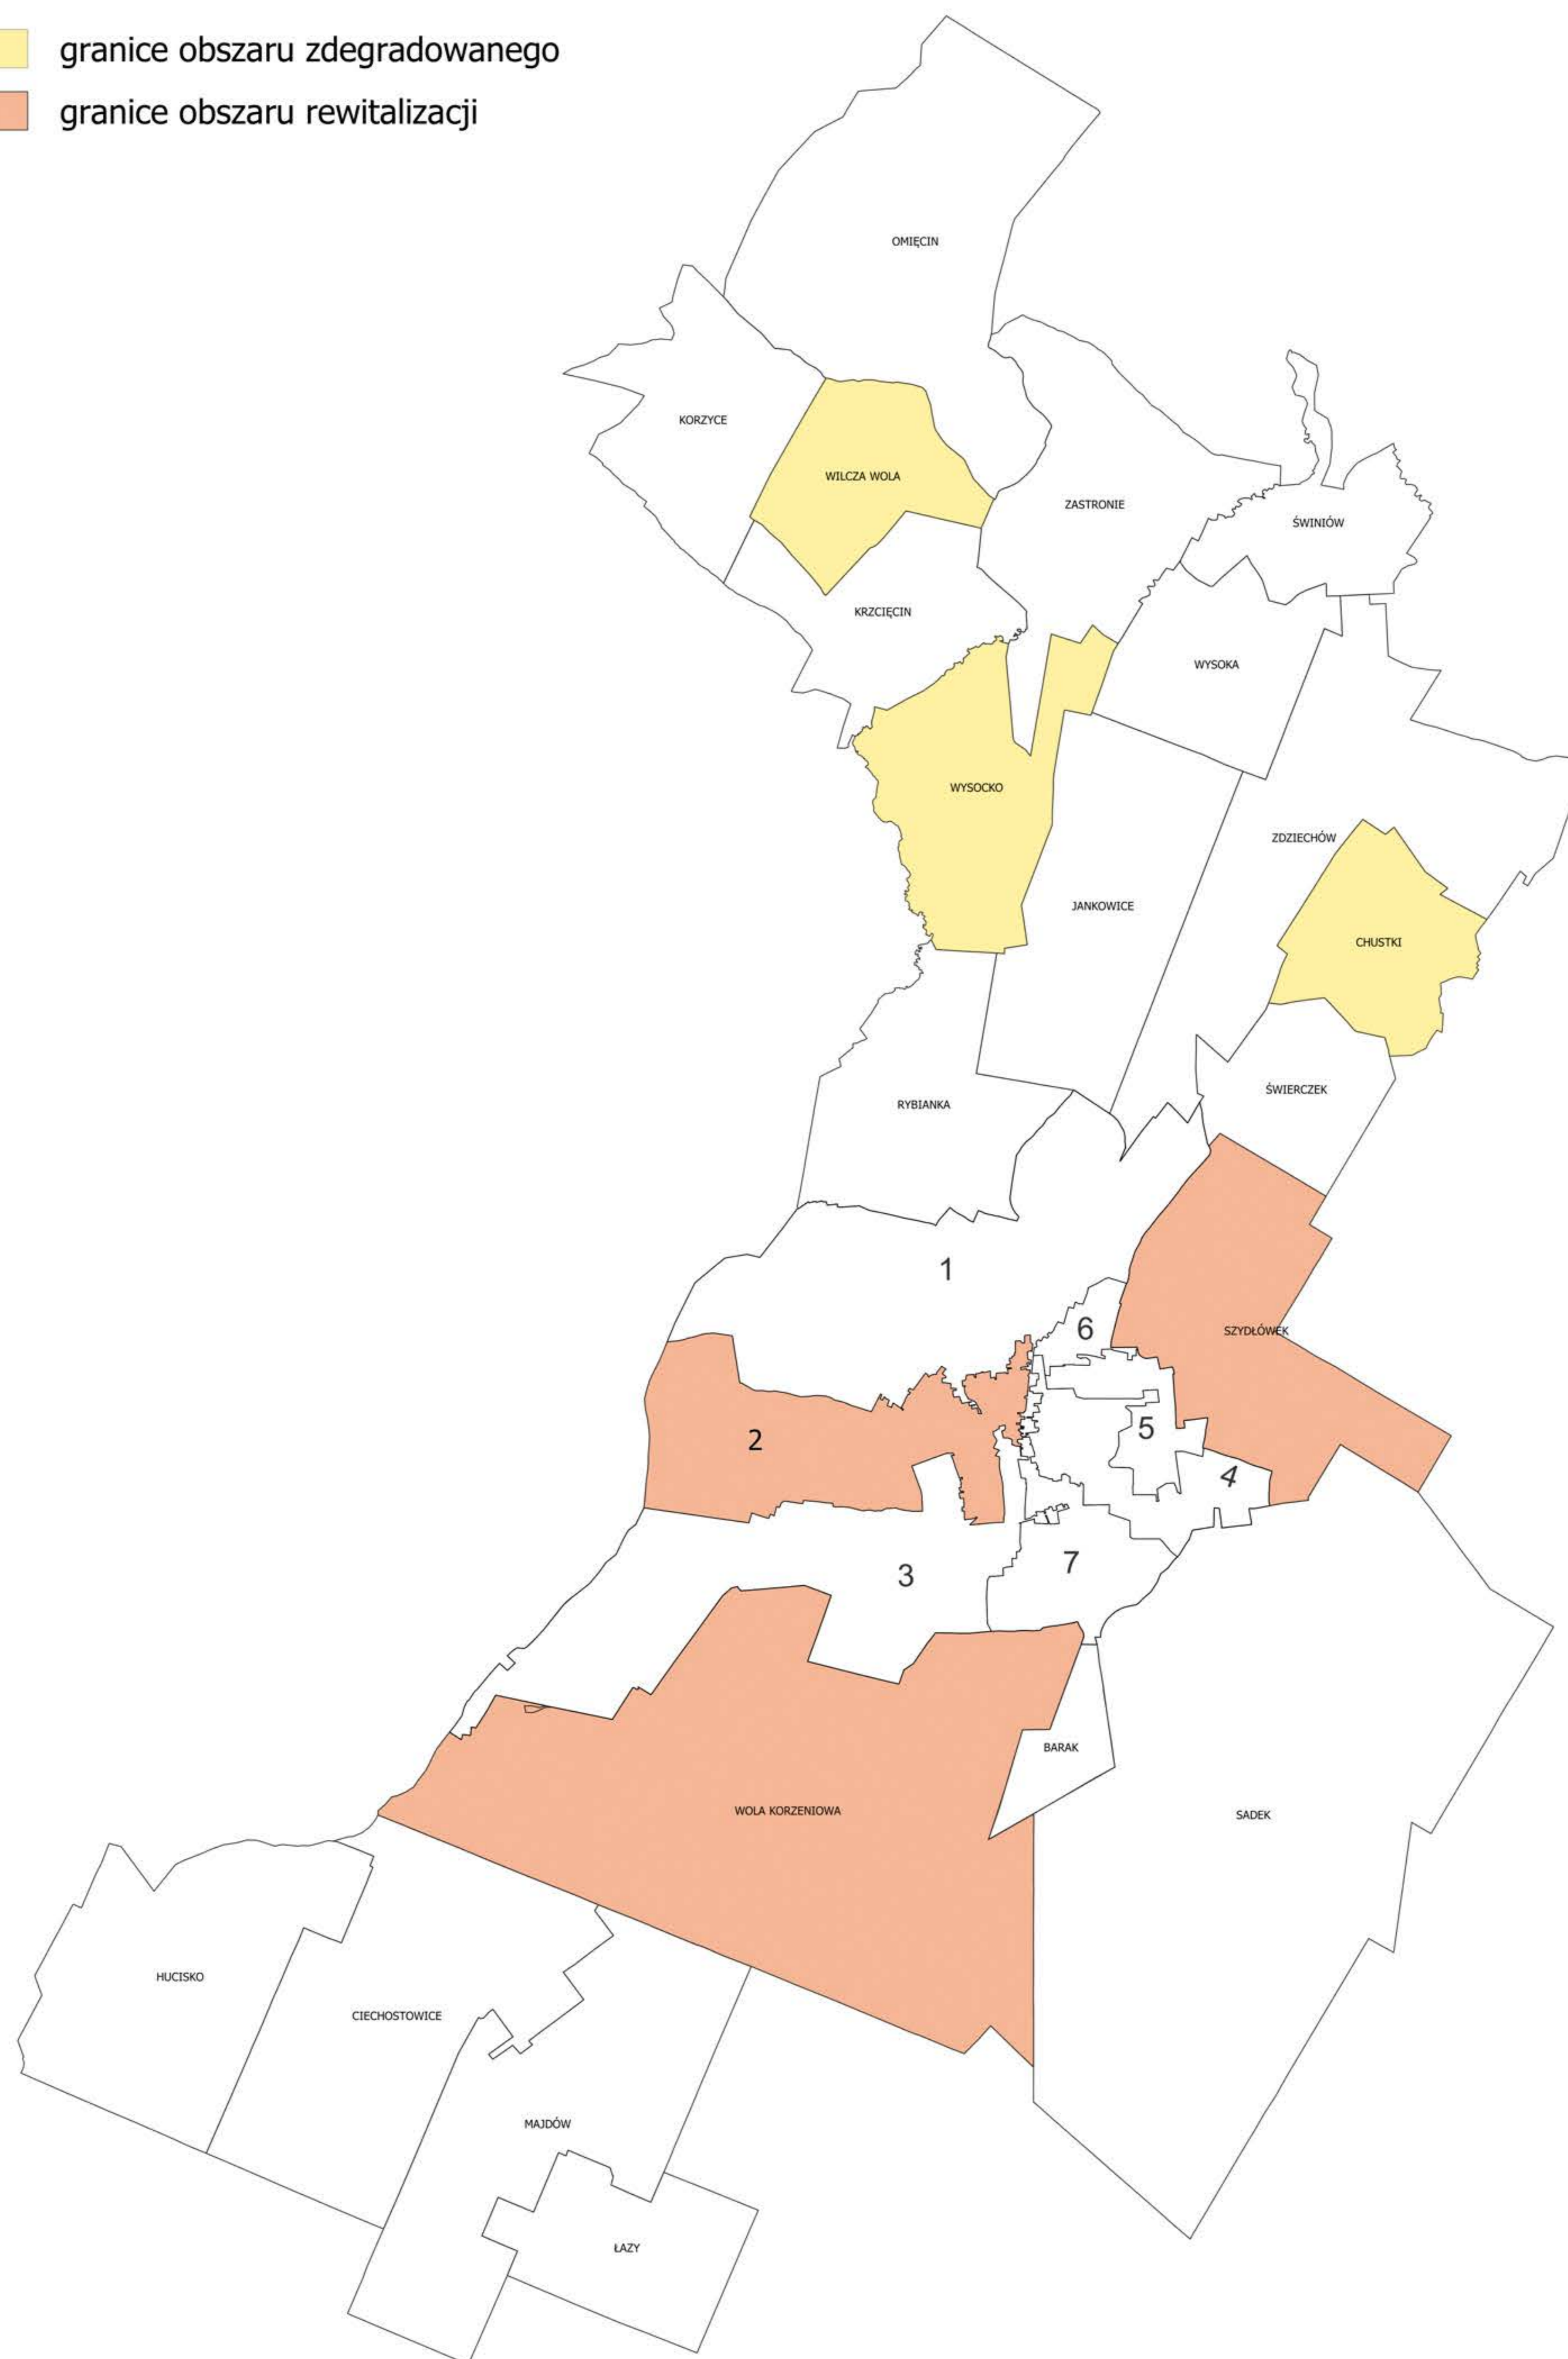 granice obszaru zdegradowanego
granice obszaru rewitalizacji
OMIĘCIN
KORZYCE
WILCZA WOLA
ZASTRONIE
ŚWINIÓW
KRZCIĘCIN
WYSOKA
WYSOCKO
ZDZIECHÓW
JANKOWICE
CHUSTKI
ŚWIERCZEK
RYBIANKA
1
6
SZYDŁÓWEK
5
2
4
7
3
BARAK
WOLA KORZENIOWA
SADEK
HUCISKO
CIECHOSTOWICE
MAJDÓW
ŁAZY